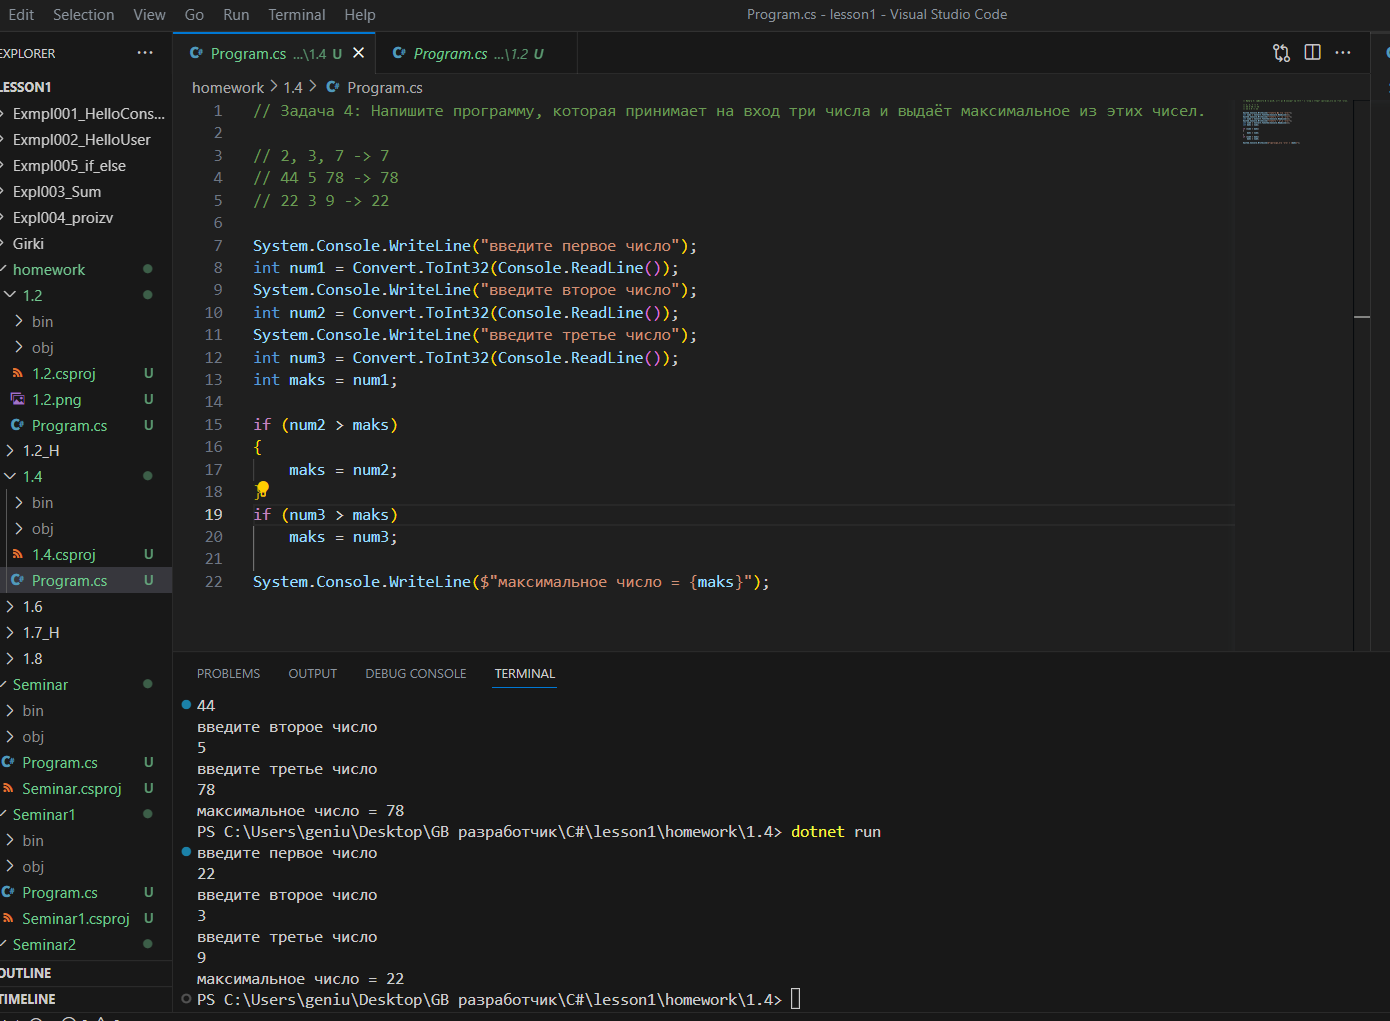 Edit Selection View Go Run Terminal Help
Program.cs - lesson1 - Visual Studio Code
EXPLORER
LESSON1
Exmpl001_HelloCons...
Exmpl002_HelloUser
Exmpl005_if_else
Expl003_Sum
Expl004_proizv
Girki
homework
1.2
bin
obj
1.2.csproj U
1.2.png U
Program.cs U
1.2_H
1.4
bin
obj
1.4.csproj U
Program.cs U
1.6
1.7_H
1.8
Seminar
bin
obj
Program.cs U
Seminar.csproj U
Seminar1
bin
obj
Program.cs U
Seminar1.csproj U
Seminar2
OUTLINE
TIMELINE
Program.cs ...\1.4 U
Program.cs ...\1.2 U
homework > 1.4 > Program.cs
1 // Задача 4: Напишите программу, которая принимает на вход три числа и выдаёт максимальное из этих чисел.
2
3 // 2, 3, 7 -> 7
4 // 44 5 78 -> 78
5 // 22 3 9 -> 22
6
7 System.Console.WriteLine("введите первое число");
8 int num1 = Convert.ToInt32(Console.ReadLine());
9 System.Console.WriteLine("введите второе число");
10 int num2 = Convert.ToInt32(Console.ReadLine());
11 System.Console.WriteLine("введите третье число");
12 int num3 = Convert.ToInt32(Console.ReadLine());
13 int maks = num1;
14
15 if (num2 > maks)
16 {
17 maks = num2;
18 }
19 if (num3 > maks)
20 maks = num3;
21
22 System.Console.WriteLine($"максимальное число = {maks}");
PROBLEMS OUTPUT DEBUG CONSOLE TERMINAL
44
введите второе число
5
введите третье число
78
максимальное число = 78
PS C:\Users\geniu\Desktop\GB разработчик\C#\lesson1\homework\1.4> dotnet run
введите первое число
22
введите второе число
3
введите третье число
9
максимальное число = 22
PS C:\Users\geniu\Desktop\GB разработчик\C#\lesson1\homework\1.4>